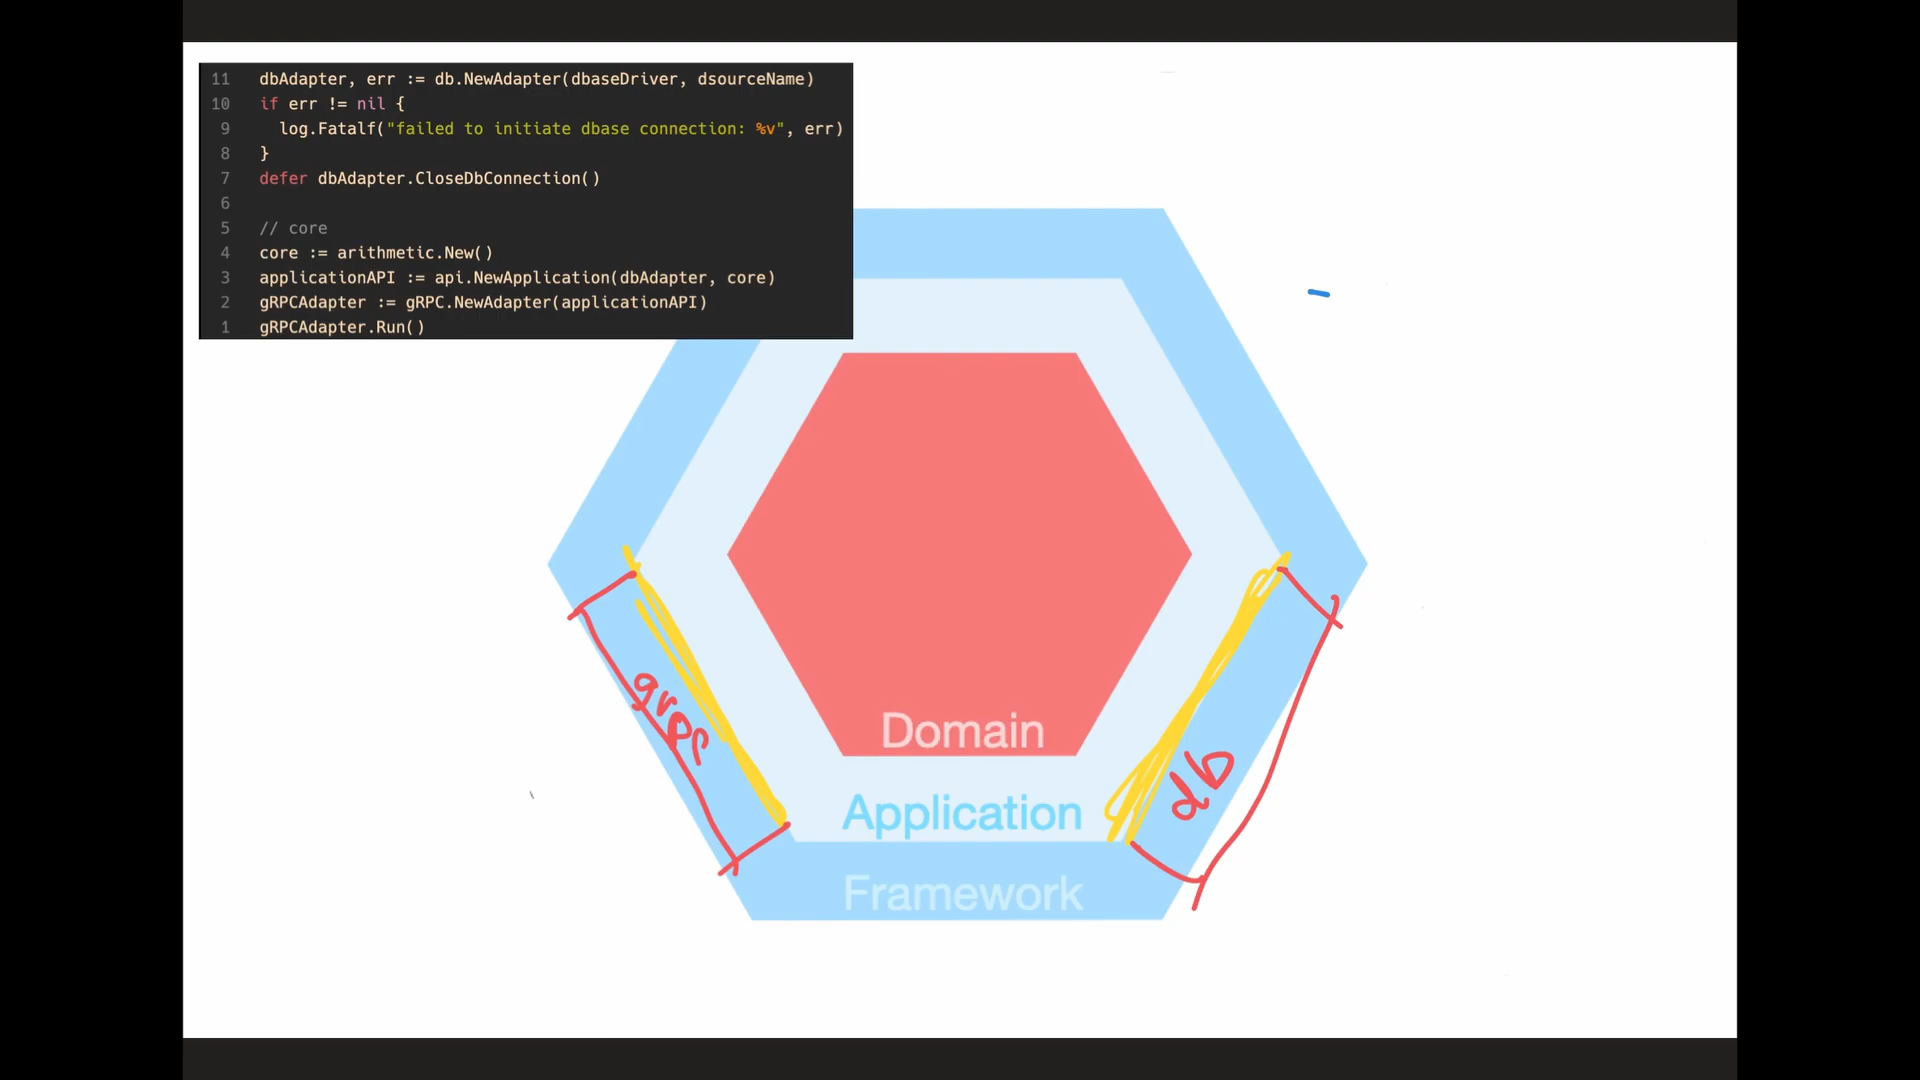 11 dbAdapter, err := db.NewAdapter(dbaseDriver, dsourceName)
10 if err != nil {
9 log.Fatalf("failed to initiate dbase connection: %v", err)
8 }
7 defer dbAdapter.CloseDbConnection()
6
5 // core
4 core := arithmetic.New()
3 applicationAPI := api.NewApplication(dbAdapter, core)
2 gRPCAdapter := gRPC.NewAdapter(applicationAPI)
1 gRPCAdapter.Run()
grpc
db
Domain
Application
Framework